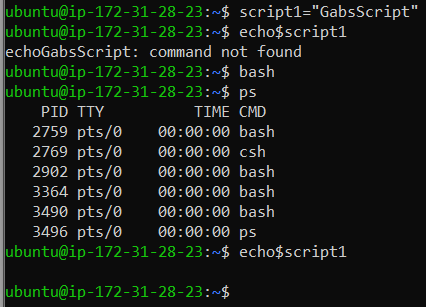 ubuntu@ip-172-31-28-23:~$ script1="GabsScript"
ubuntu@ip-172-31-28-23:~$ echo$script1
echoGabsScript: command not found
ubuntu@ip-172-31-28-23:~$ bash
ubuntu@ip-172-31-28-23:~$ ps
    PID TTY          TIME CMD
   2759 pts/0    00:00:00 bash
   2769 pts/0    00:00:00 csh
   2902 pts/0    00:00:00 bash
   3364 pts/0    00:00:00 bash
   3490 pts/0    00:00:00 bash
   3496 pts/0    00:00:00 ps
ubuntu@ip-172-31-28-23:~$ echo$script1

ubuntu@ip-172-31-28-23:~$